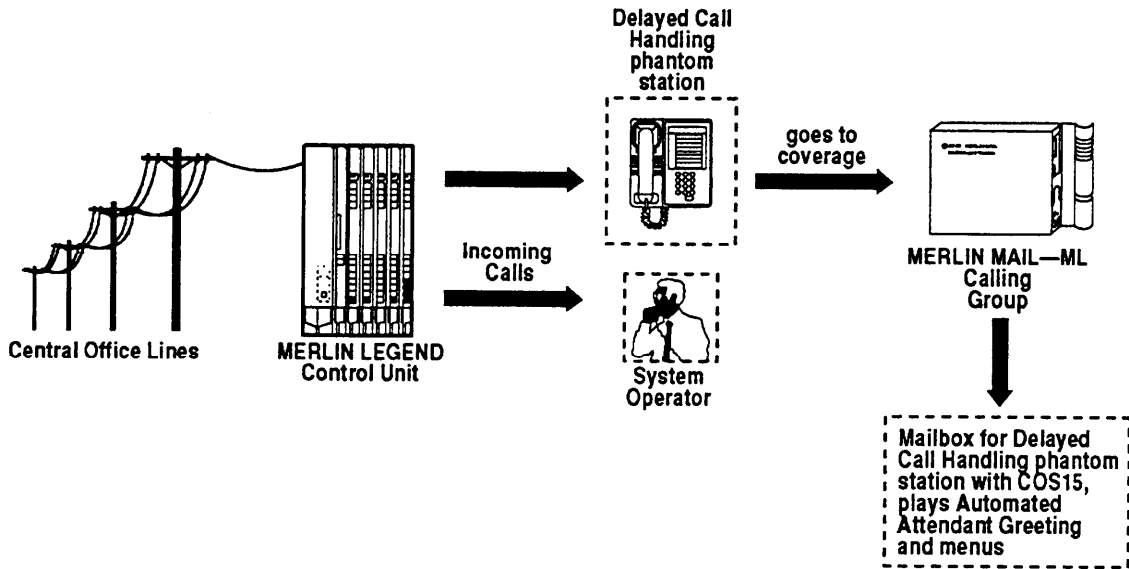 Delayed Call
Handling
phantom
station
goes to
coverage
Incoming
Calls
Central Office Lines
MERLIN LEGEND
Control Unit
System
Operator
MERLIN MAIL—ML
Calling
Group
Mailbox for Delayed
Call Handling phantom
station with COS15,
plays Automated
Attendant Greeting
and menus